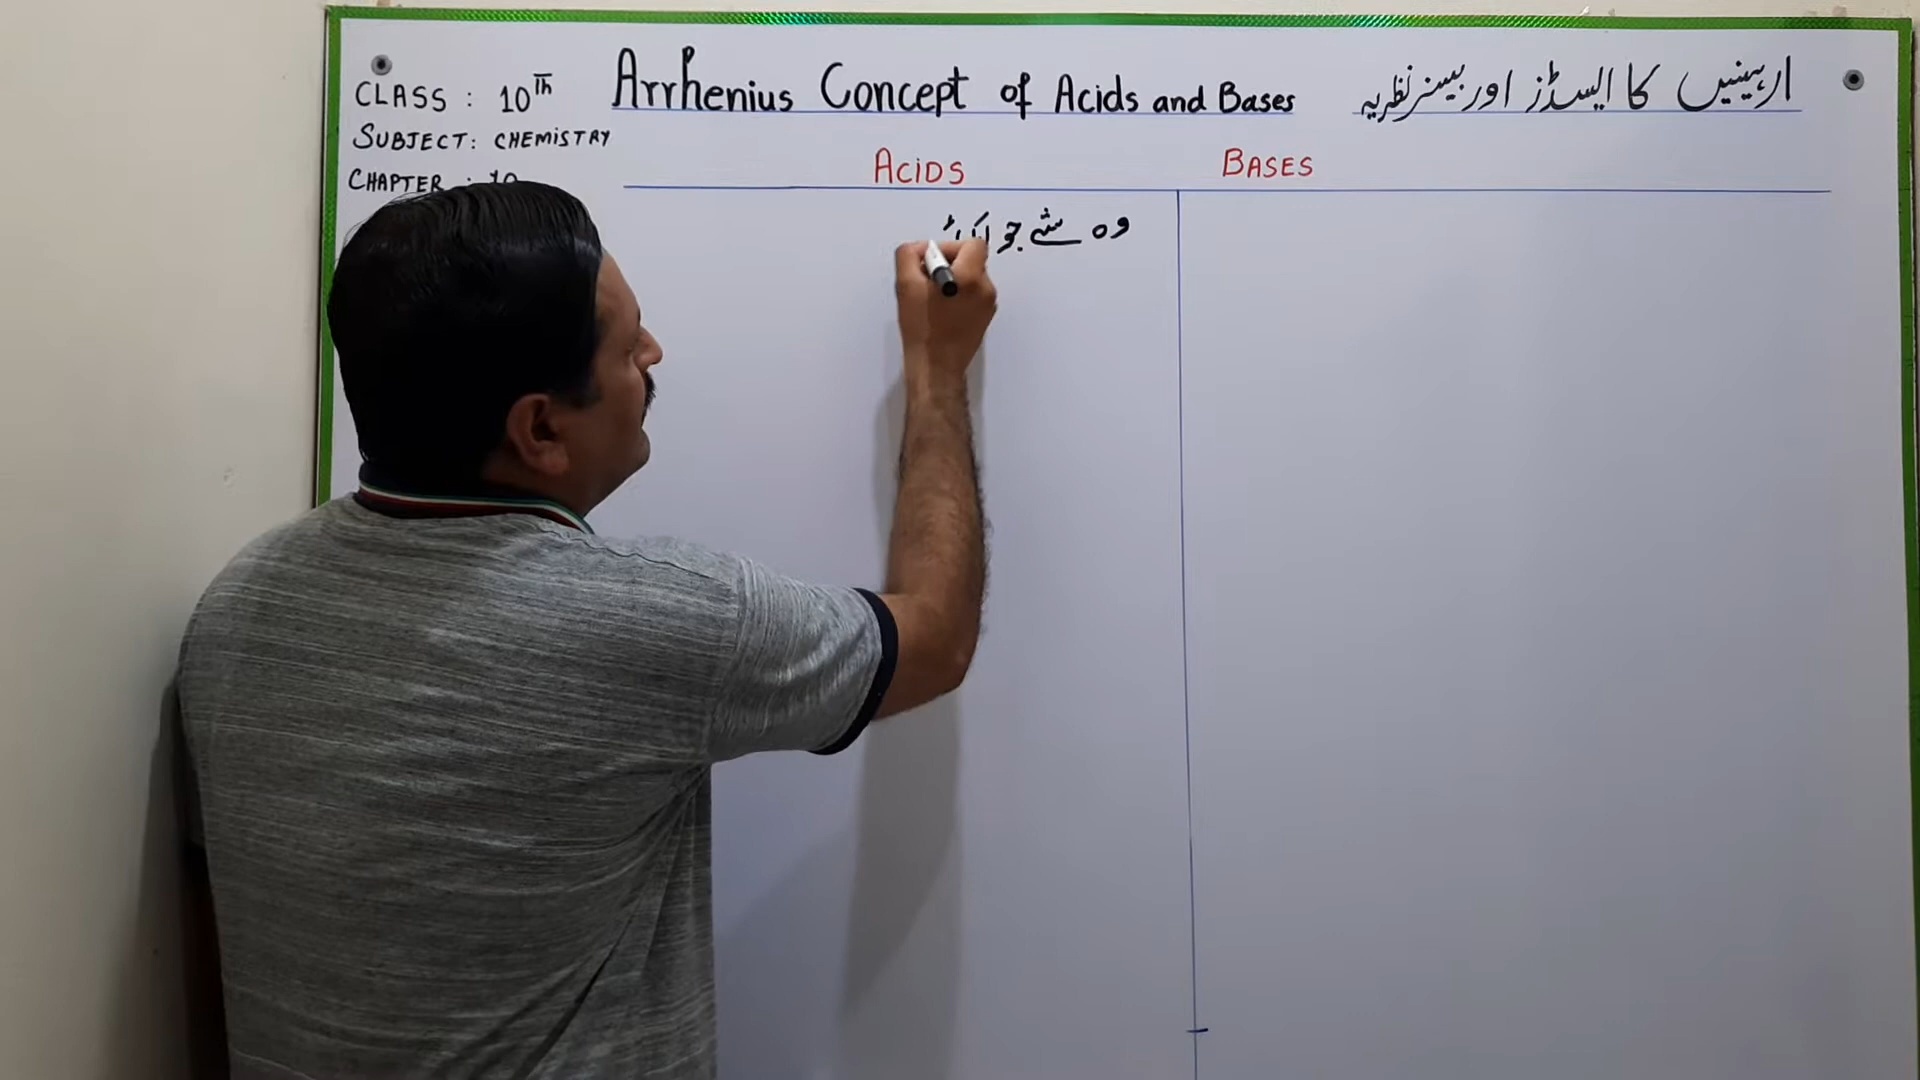 CLASS : 10TH
Arrhenius Concept of Acids and Bases
ارہینیس کا ایسڈز اور بیسز نظریہ
SUBJECT: CHEMISTRY
CHAPTER : 10
ACIDS
BASES
وہ شے جو